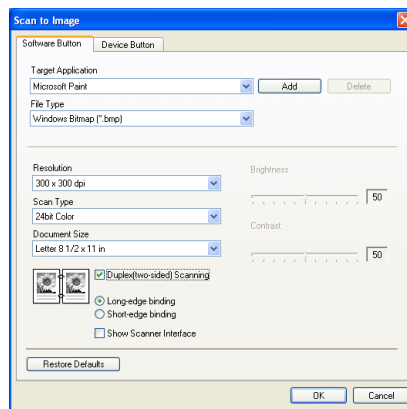 Scan to Image
Software Button Device Button
Target Application
Microsoft Paint Add Delete
File Type
Windows Bitmap (*.bmp)
Resolution Brightness
300 x 300 dpi 50
Scan Type
24bit Color Contrast
Document Size
Letter 8 1/2 x 11 in 50
Duplex(two-sided) Scanning
Long-edge binding
Short-edge binding
Show Scanner Interface
Restore Defaults
OK Cancel